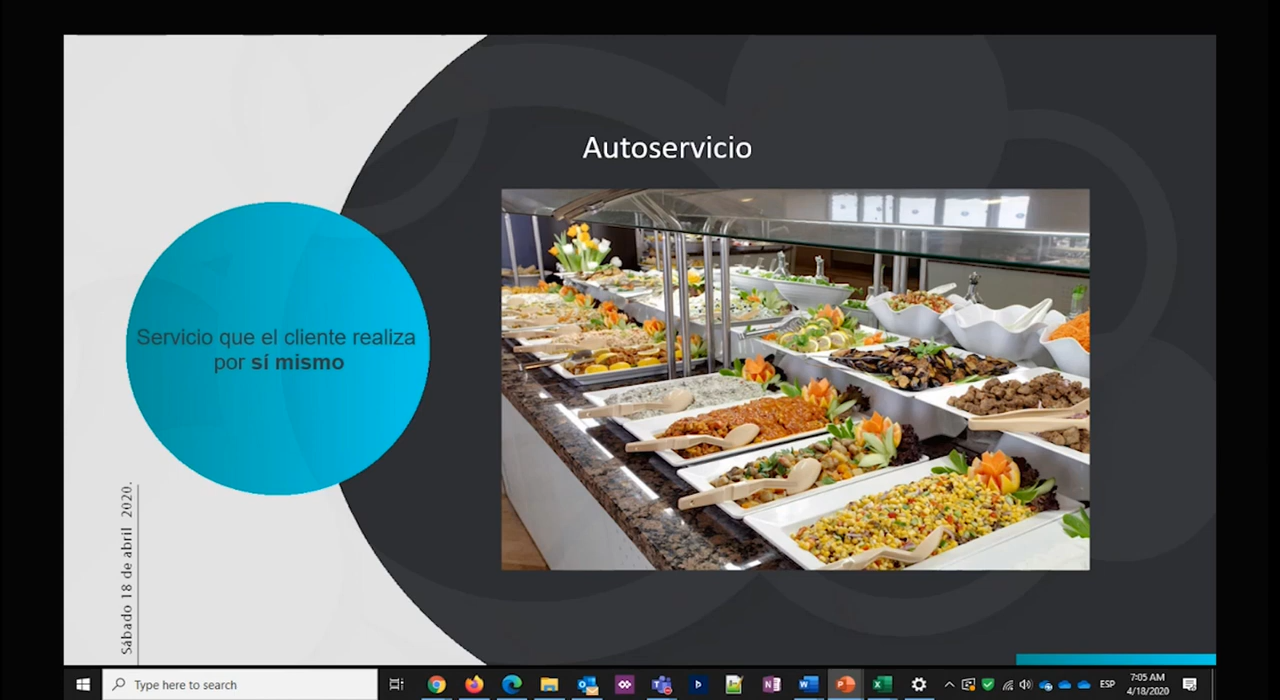 Autoservicio
Servicio que el cliente realiza
por sí mismo
Sábado 18 de abril 2020.
Type here to search
ESP
7:05 AM
4/18/2020